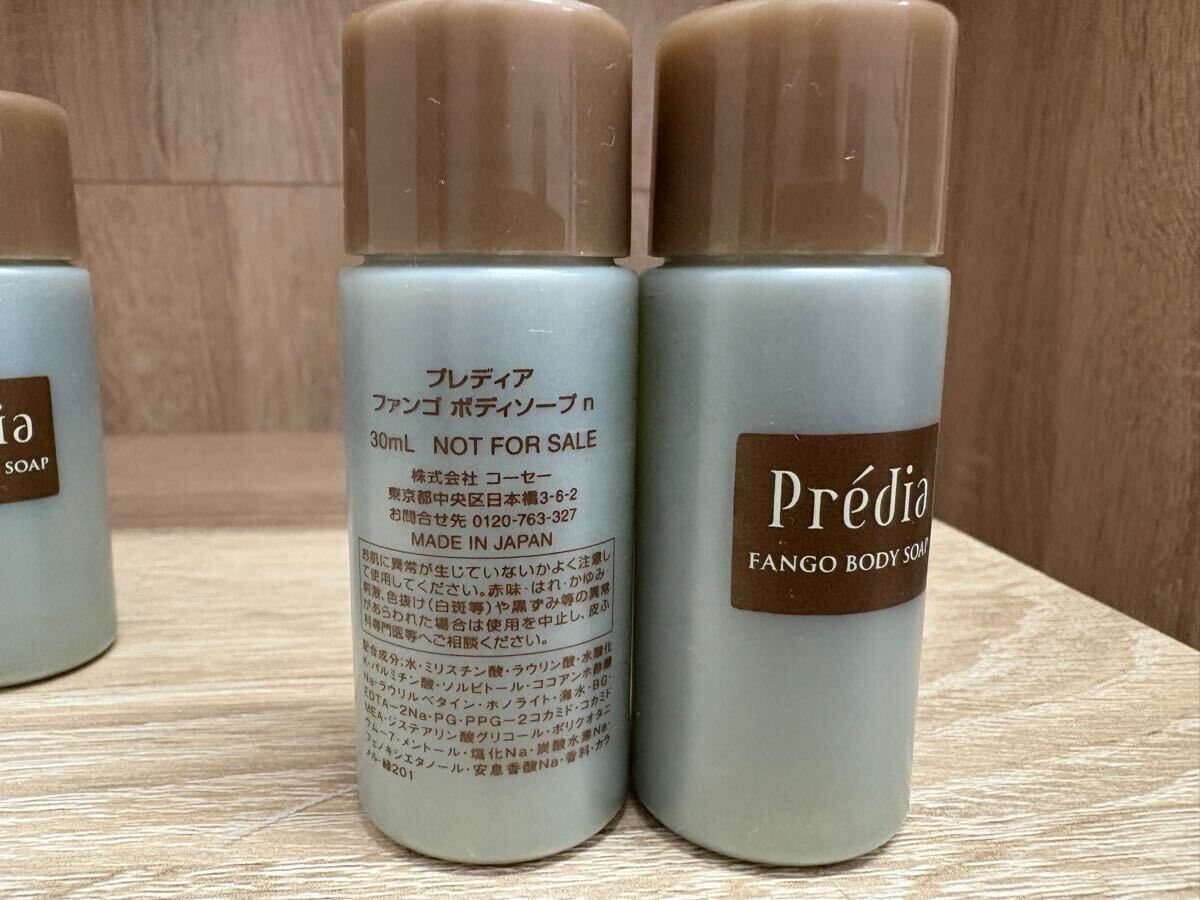 ia
SOAP
プレディア
ファンゴ ボディソープ n
30mL NOT FOR SALE
株式会社 コーセー
東京都中央区日本橋3-6-2
お問合せ先 0120-763-327
MADE IN JAPAN
お肌に異常が生じていないかよく注意し
て使用してください。赤味・はれ・かゆみ・
刺激、色抜け(白斑等)や黒ずみ等の異常
があらわれた場合は使用を中止し、皮ふ
科専門医等へご相談ください。
配合成分;水・ミリスチン酸・ラウリン酸・水酸化
K・パルミチン酸・ソルビトール・ココアンホ酢酸
Na・ラウリルベタイン・ホノライト・海水・BG・
EDTA-2Na・PG・PPG-2コカミド・コカミド
MEA・ジステアリン酸グリコール・ポリクオタニ
ウム-7・メントール・塩化Na・炭酸水素Na・
フェノキシエタノール・安息香酸Na・香料・カラ
メル・緑201
Prédia
FANGO BODY SOAP